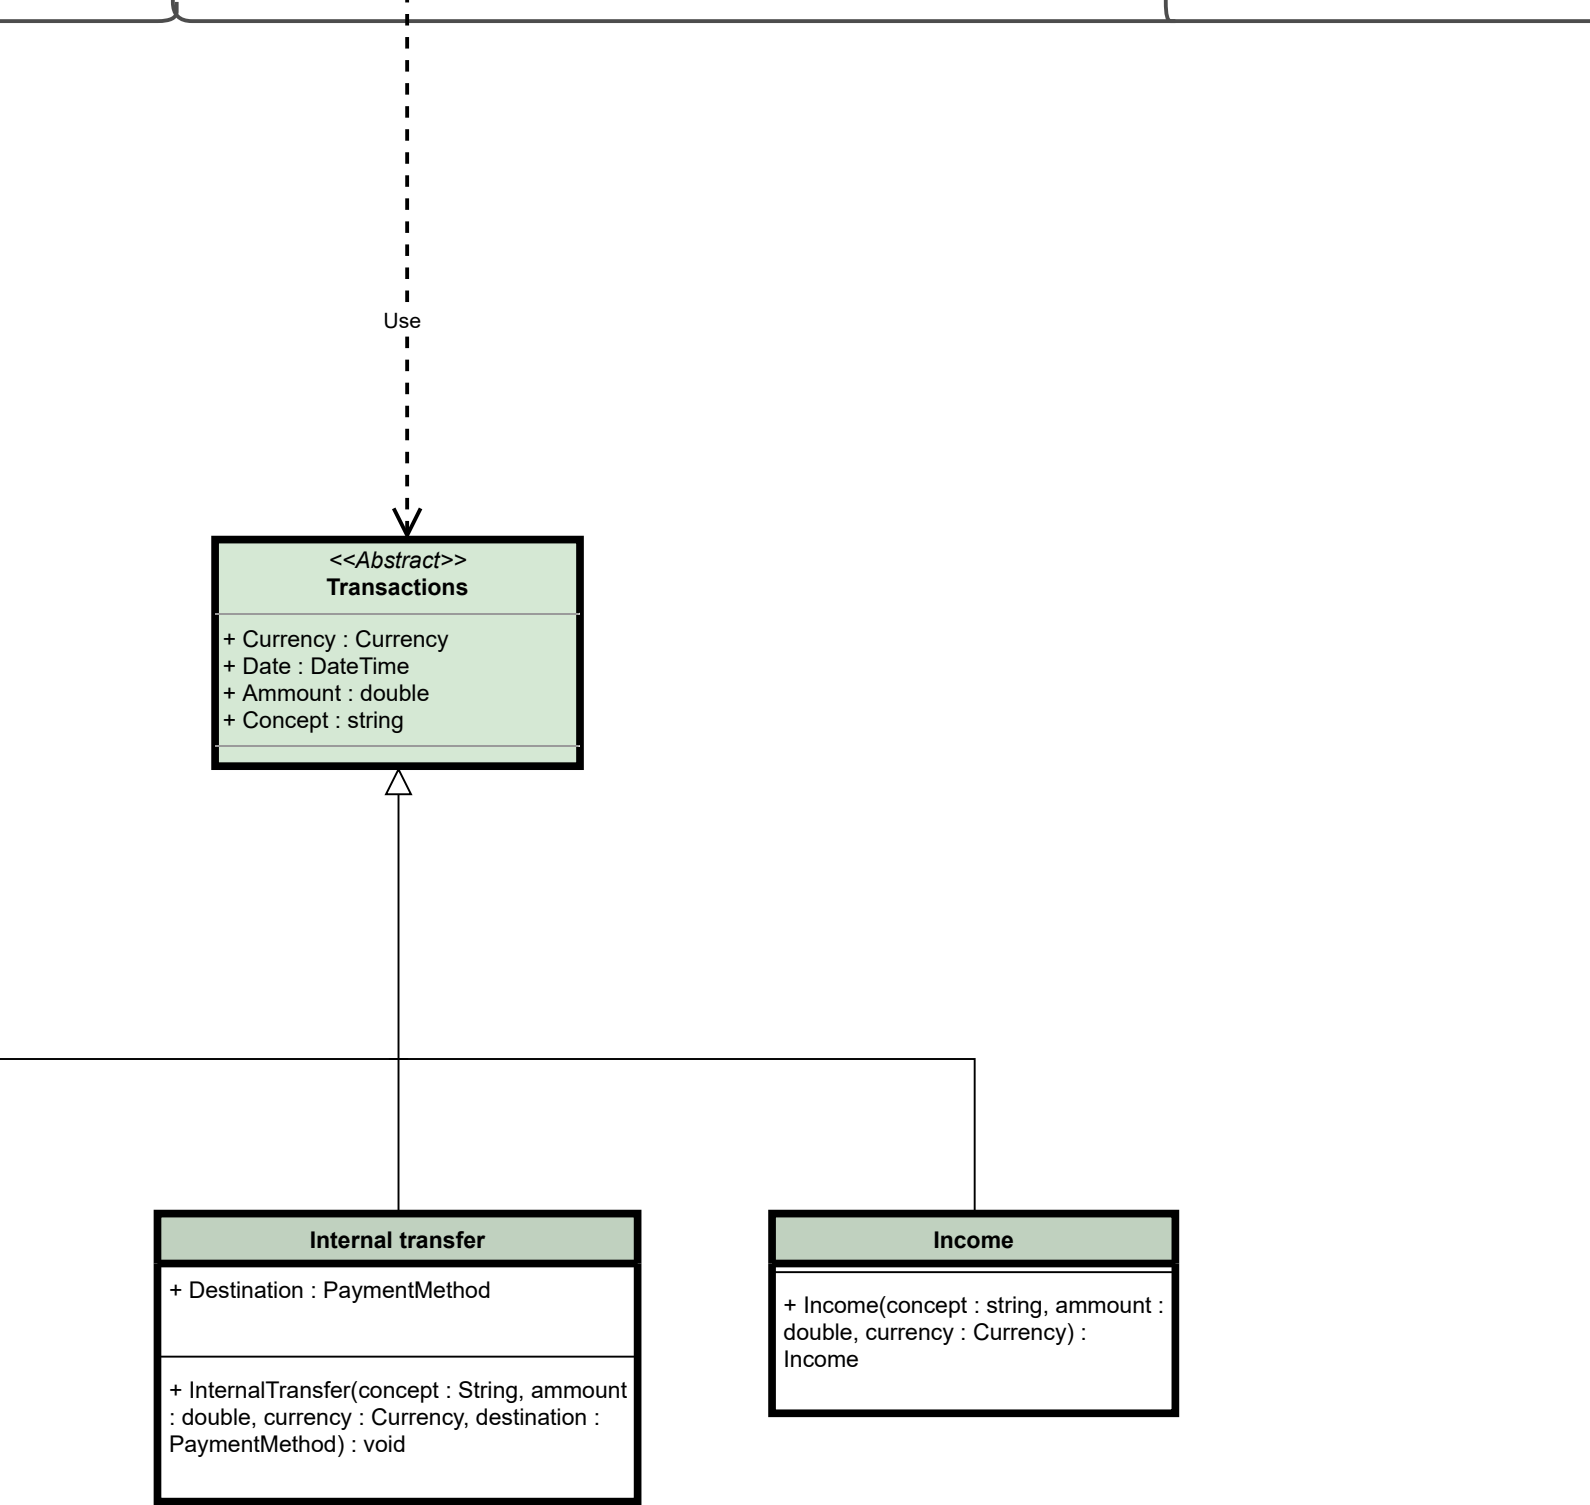 Use
<<Abstract>>
Transactions
+ Currency : Currency
+ Date : DateTime
+ Ammount : double
+ Concept : string
Internal transfer
+ Destination : PaymentMethod
+ InternalTransfer(concept : String, ammount
: double, currency : Currency, destination :
PaymentMethod) : void
Income
+ Income(concept : string, ammount :
double, currency : Currency) :
Income